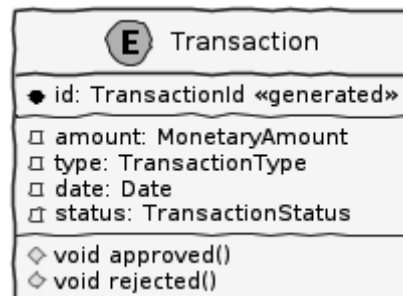 E Transaction
id: TransactionId «generated»
amount: MonetaryAmount
type: TransactionType
date: Date
status: TransactionStatus
void approved()
void rejected()